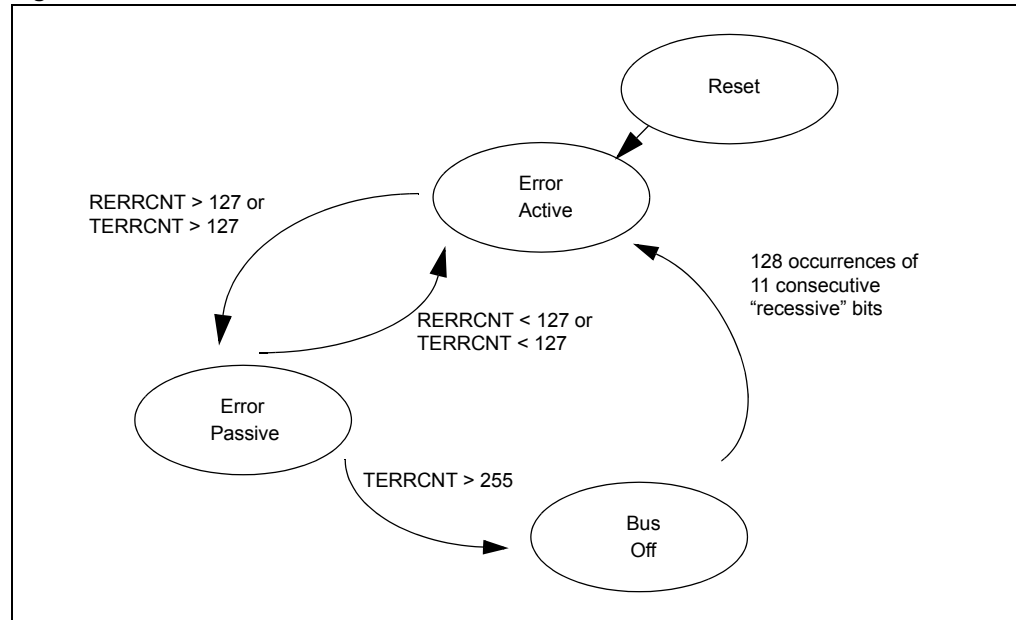 Reset
Error
Active
RERRCNT > 127 or
TERRCNT > 127
128 occurrences of
11 consecutive
“recessive” bits
RERRCNT < 127 or
TERRCNT < 127
Error
Passive
TERRCNT > 255
Bus
Off